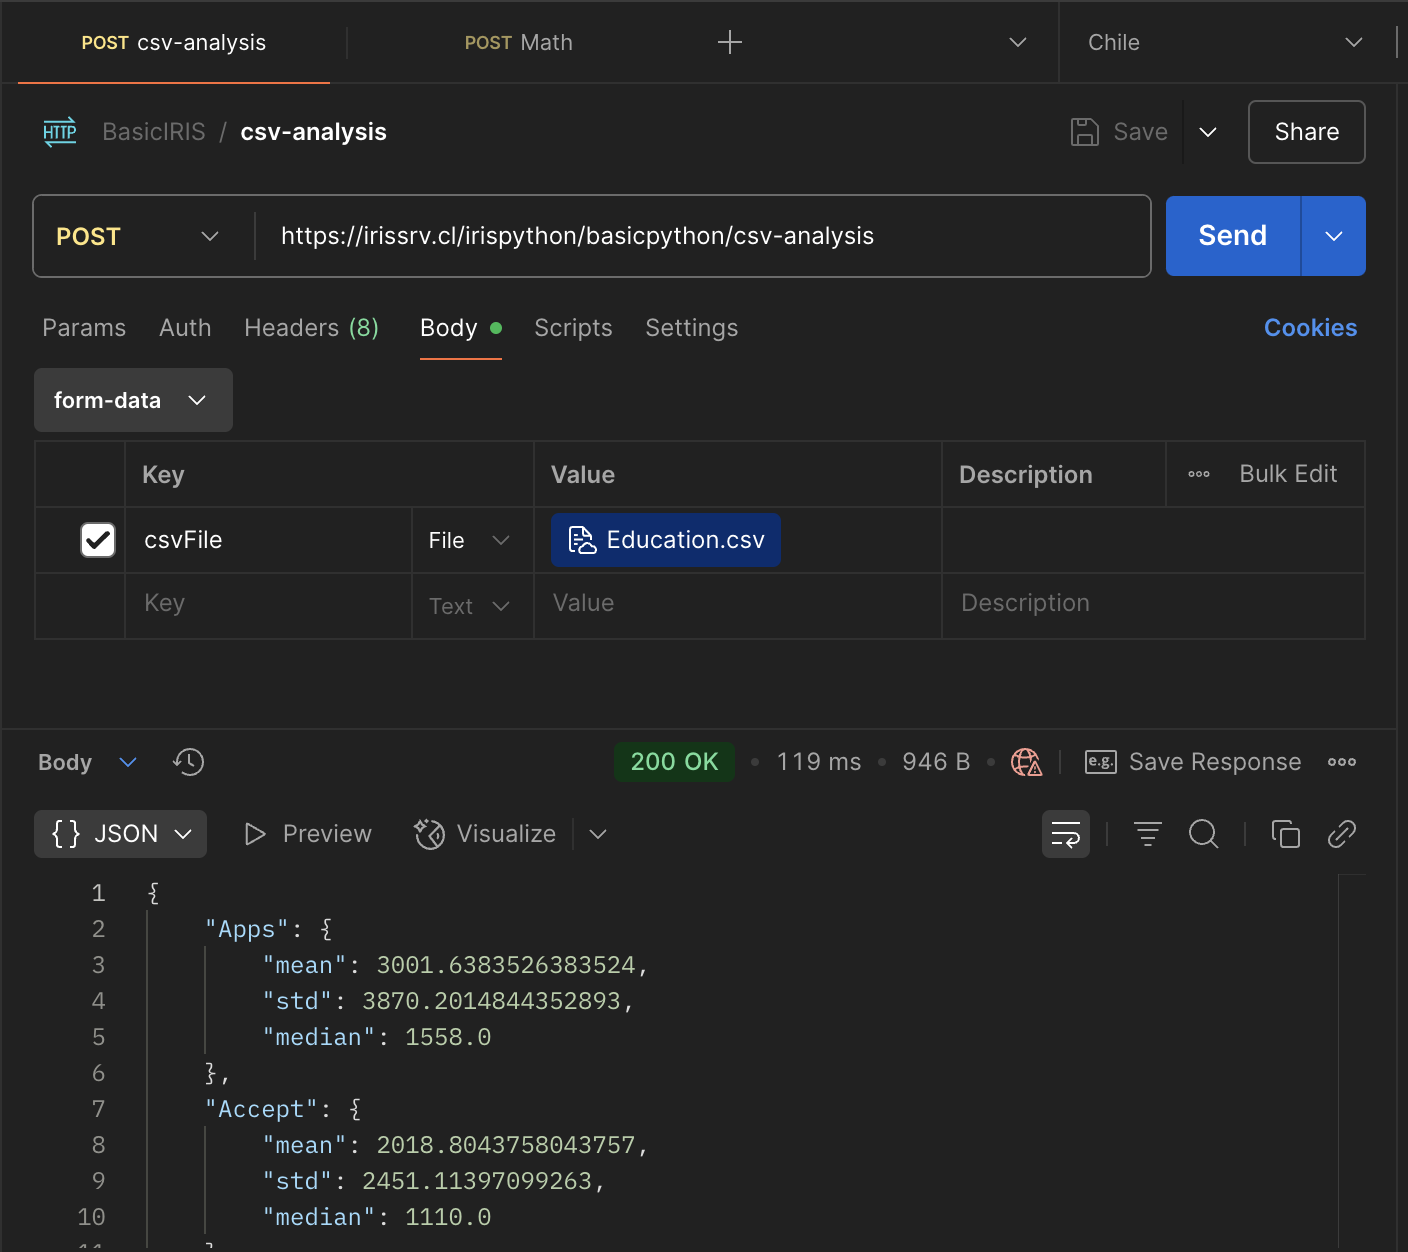 POST csv-analysis POST Math Chile
HTTP BasicIRIS / csv-analysis Save Share
POST https://irissrv.cl/irispython/basicpython/csv-analysis Send
Params Auth Headers (8) Body Scripts Settings Cookies
form-data
Key Value Description Bulk Edit
csvFile File Education.csv
Key Text Value Description
Body 200 OK • 119 ms • 946 B • e.g. Save Response
{} JSON Preview Visualize
1 {
2 "Apps": {
3 "mean": 3001.6383526383524,
4 "std": 3870.2014844352893,
5 "median": 1558.0
6 },
7 "Accept": {
8 "mean": 2018.8043758043757,
9 "std": 2451.11397099263,
10 "median": 1110.0